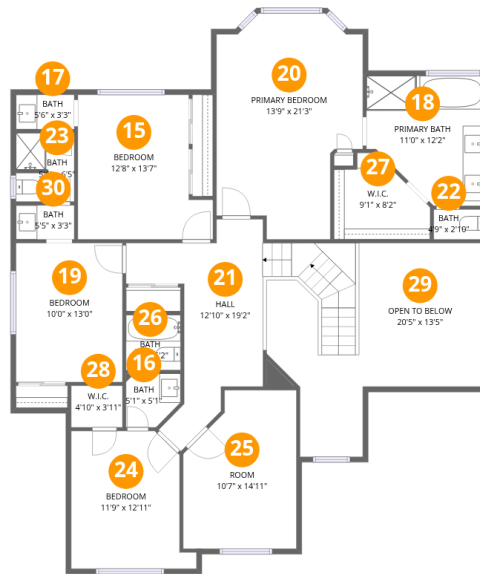 20
PRIMARY BEDROOM
13'9" x 21'3"
17
BATH
5'6" x 3'3"
18
PRIMARY BATH
11'0" x 12'2"
15
BEDROOM
12'8" x 13'7"
23
BATH
27
W.I.C.
9'1" x 8'2"
30
BATH
5'5" x 3'3"
22
BATH
4'9" x 2'10"
19
BEDROOM
10'0" x 13'0"
21
HALL
12'10" x 19'2"
29
OPEN TO BELOW
20'5" x 13'5"
26
BATH
16
BATH
5'1" x 5'1"
28
W.I.C.
4'10" x 3'11"
25
ROOM
10'7" x 14'11"
24
BEDROOM
11'9" x 12'11"